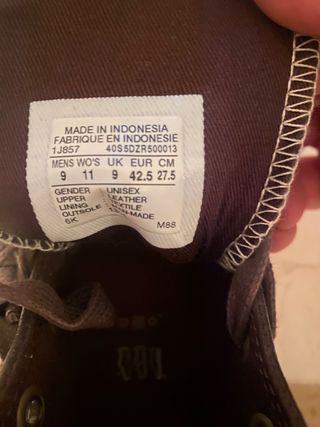 MADE IN INDONESIA
FABRIQUE EN INDONESIE
1J857 40S5DZR500013
MENS WO'S UK EUR CM
9 11 9 42.5 27.5
GENDER UNISEX
UPPER LEATHER
LINING TEXTILE
OUTSOLE MADE
6K M88